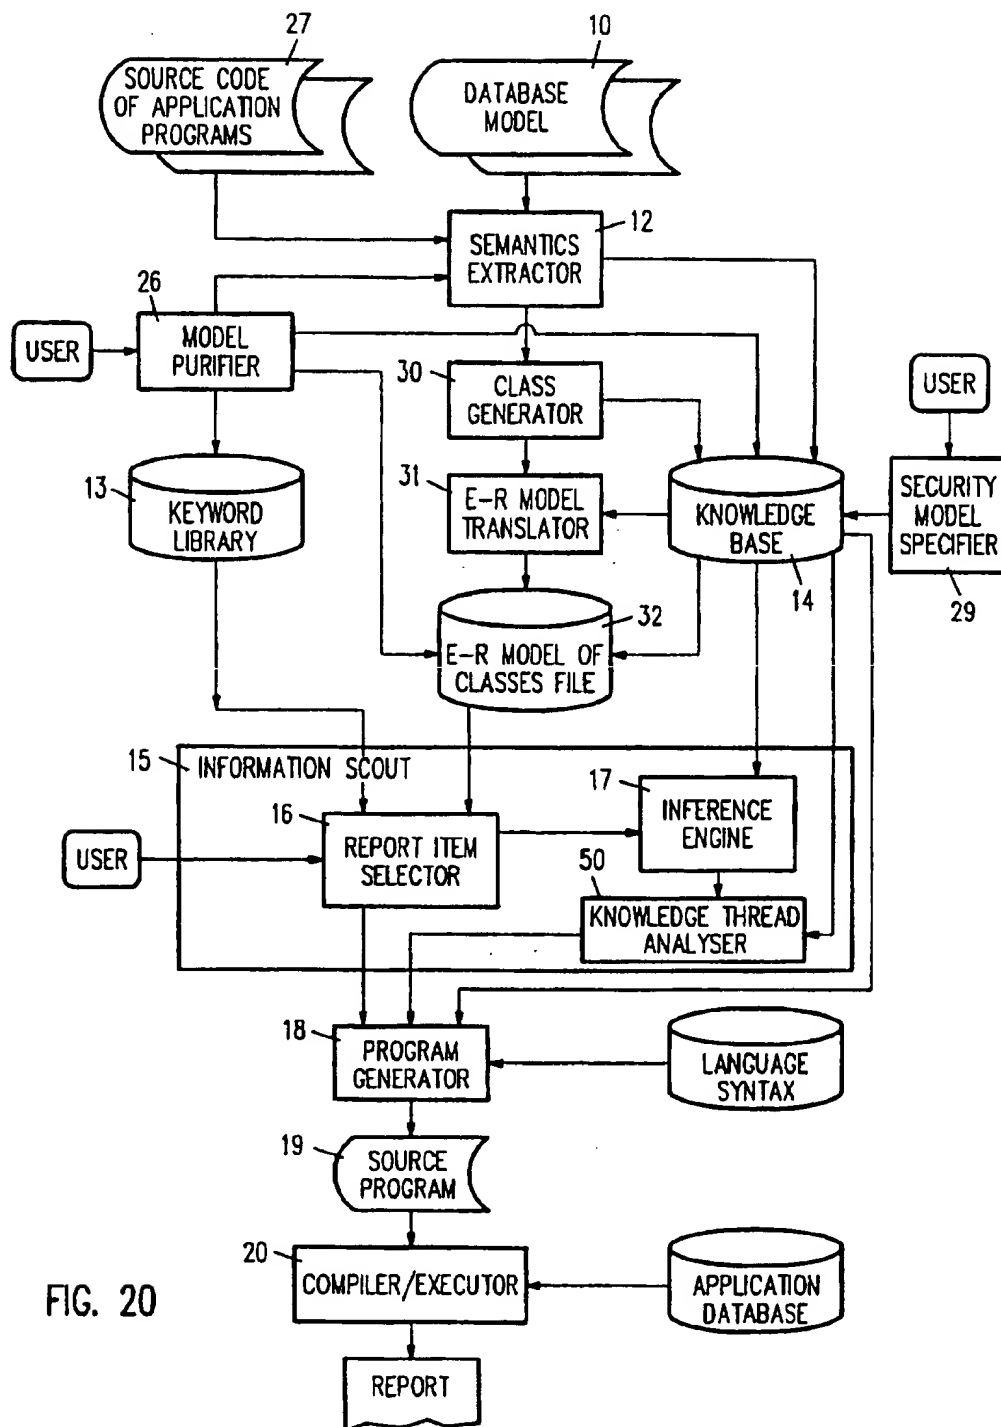 27
10
SOURCE CODE
OF APPLICATION
PROGRAMS
DATABASE
MODEL
12
SEMANTICS
EXTRACTOR
26
USER
MODEL
PURIFIER
30
CLASS
GENERATOR
USER
13
KEYWORD
LIBRARY
31
E-R MODEL
TRANSLATOR
KNOWLEDGE
BASE
14
SECURITY
MODEL
SPECIFIER
29
32
E-R MODEL OF
CLASSES FILE
15
INFORMATION SCOUT
16
17
INFERENCE
ENGINE
USER
REPORT ITEM
SELECTOR
50
KNOWLEDGE THREAD
ANALYSER
18
PROGRAM
GENERATOR
LANGUAGE
SYNTAX
19
SOURCE
PROGRAM
20
COMPILER/EXECUTOR
APPLICATION
DATABASE
FIG. 20
REPORT